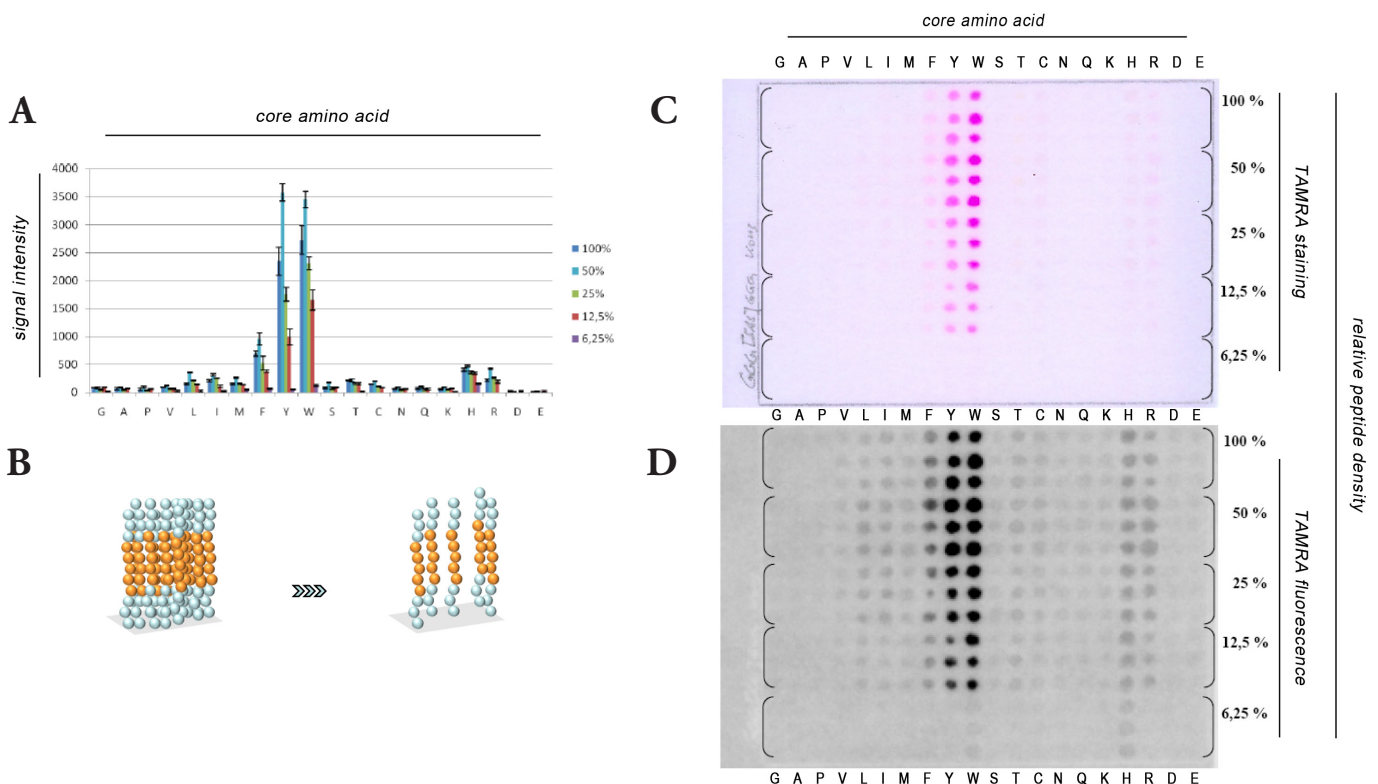 A
core amino acid
signal intensity
4000
3500
3000
2500
2000
1500
1000
500
0
G A P V L I M F Y W S T C N Q K H R D E
100%
50%
25%
12,5%
6,25%
B
C
core amino acid
G A P V L I M F Y W S T C N Q K H R D E
100 %
50 %
25 %
12,5 %
6,25 %
TAMRA staining
G A P V L I M F Y W S T C N Q K H R D E
D
100 %
50 %
25 %
12,5 %
6,25 %
TAMRA fluorescence
relative peptide density
G A P V L I M F Y W S T C N Q K H R D E